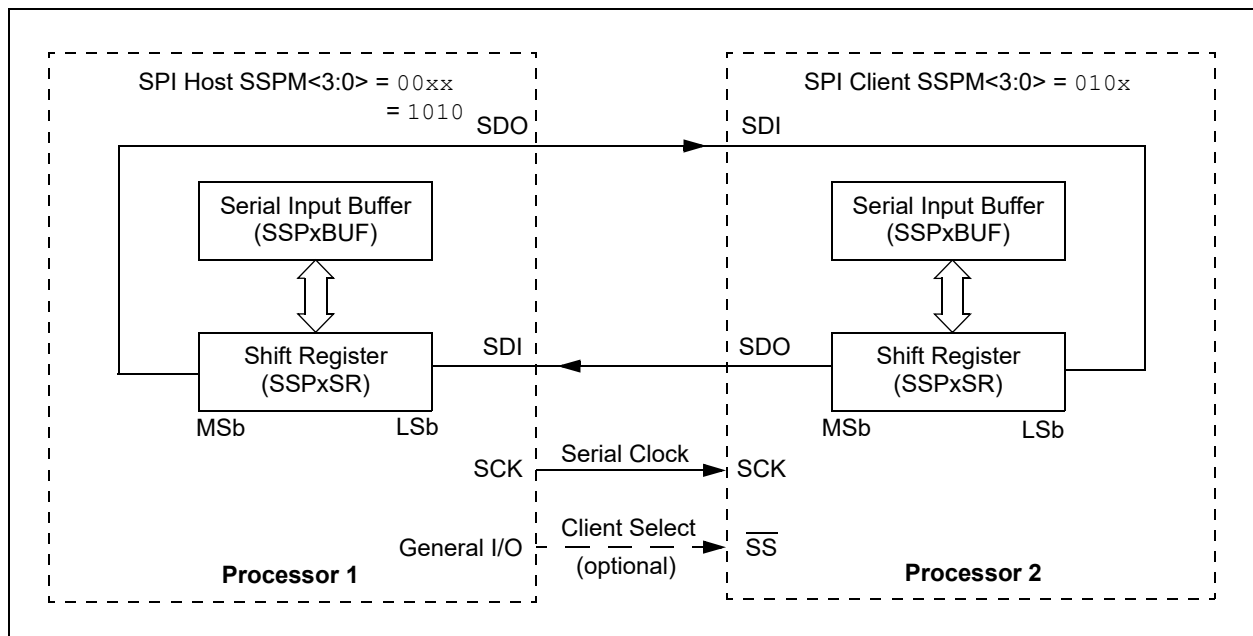 SPI Host SSPM<3:0> = 00xx
= 1010
SPI Client SSPM<3:0> = 010x
SDO
SDI
Serial Input Buffer
(SSPxBUF)
Serial Input Buffer
(SSPxBUF)
Shift Register
(SSPxSR)
SDI
SDO
Shift Register
(SSPxSR)
MSb
LSb
MSb
LSb
SCK
Serial Clock
SCK
General I/O
Client Select
(optional)
SS
Processor 1
Processor 2